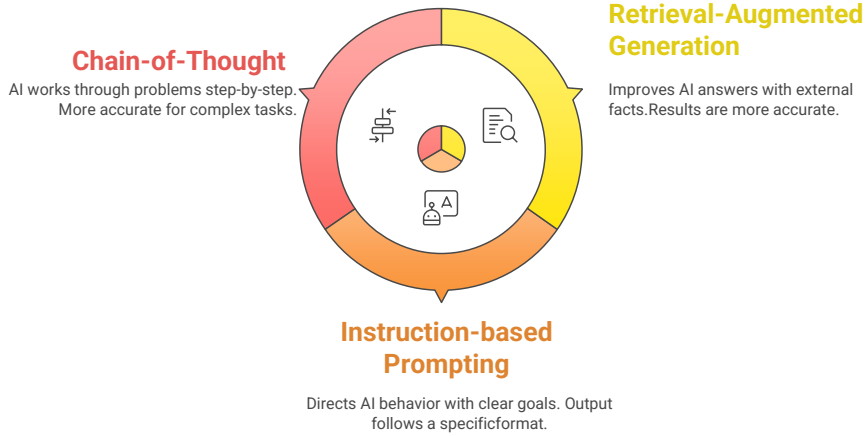 Chain-of-Thought
AI works through problems step-by-step.
More accurate for complex tasks.
Retrieval-Augmented
Generation
Improves AI answers with external
facts.Results are more accurate.
A
Instruction-based
Prompting
Directs AI behavior with clear goals. Output
follows a specificformat.